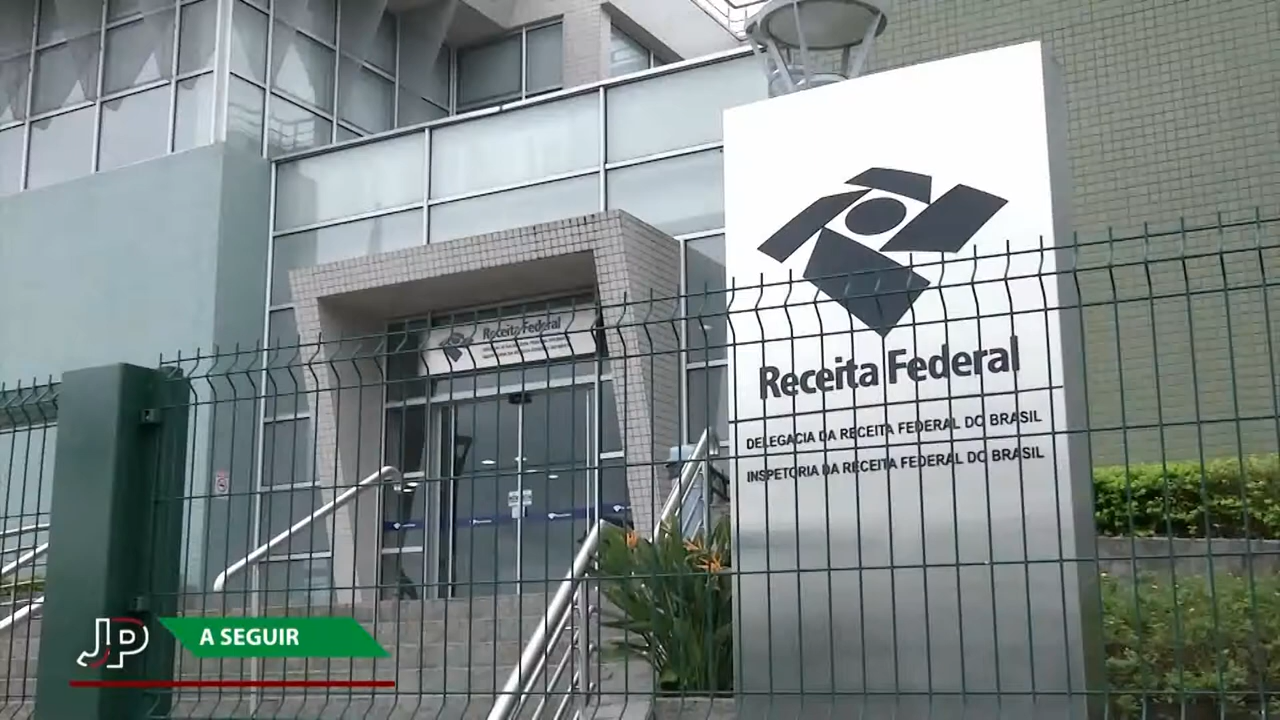 Receita Federal
Receita Federal
DELEGACIA DA RECEITA FEDERAL DO BRASIL
INSPETORIA DA RECEITA FEDERAL DO BRASIL
JP
A SEGUIR